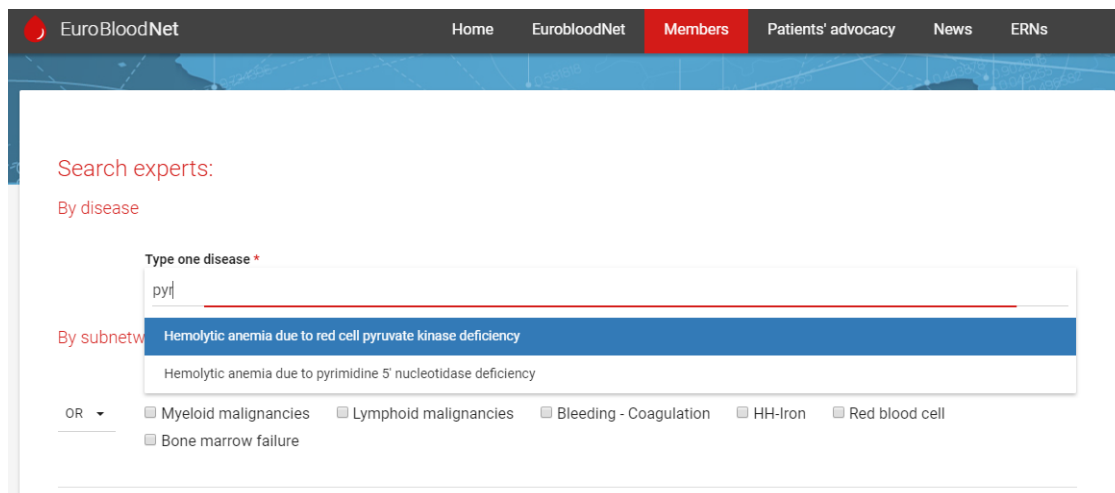 EuroBloodNet Home EurobloodNet Members Patients' advocacy News ERNs
Search experts:
By disease
Type one disease *
pyr
Hemolytic anemia due to red cell pyruvate kinase deficiency
By subnetw
Hemolytic anemia due to pyrimidine 5' nucleotidase deficiency
OR Myeloid malignancies Lymphoid malignancies Bleeding - Coagulation HH-Iron Red blood cell
Bone marrow failure